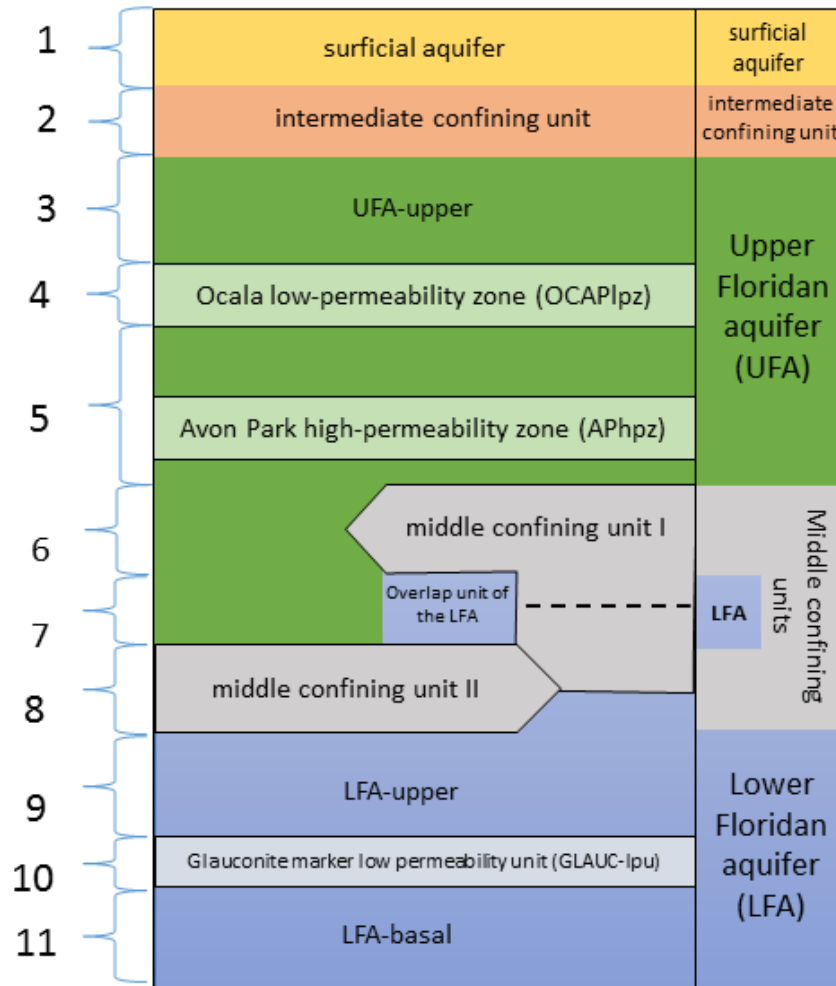 1
surficial aquifer
surficial
aquifer
2
intermediate confining unit
intermediate
confining unit
3
UFA-upper
Upper
Floridan
aquifer
(UFA)
4
Ocala low-permeability zone (OCAPlpz)
5
Avon Park high-permeability zone (APhpz)
6
middle confining unit I
Middle confining
units
7
Overlap unit of
the LFA
LFA
8
middle confining unit II
9
LFA-upper
Lower
Floridan
aquifer
(LFA)
10
Glauconite marker low permeability unit (GLAUC-lpu)
11
LFA-basal